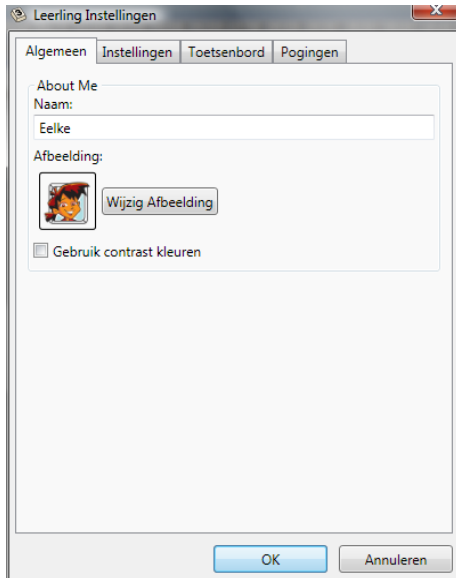 Leerling Instellingen
Algemeen Instellingen Toetsenbord Pogingen
About Me
Naam:
Eelke
Afbeelding:
Wijzig Afbeelding
Gebruik contrast kleuren
OK Annuleren